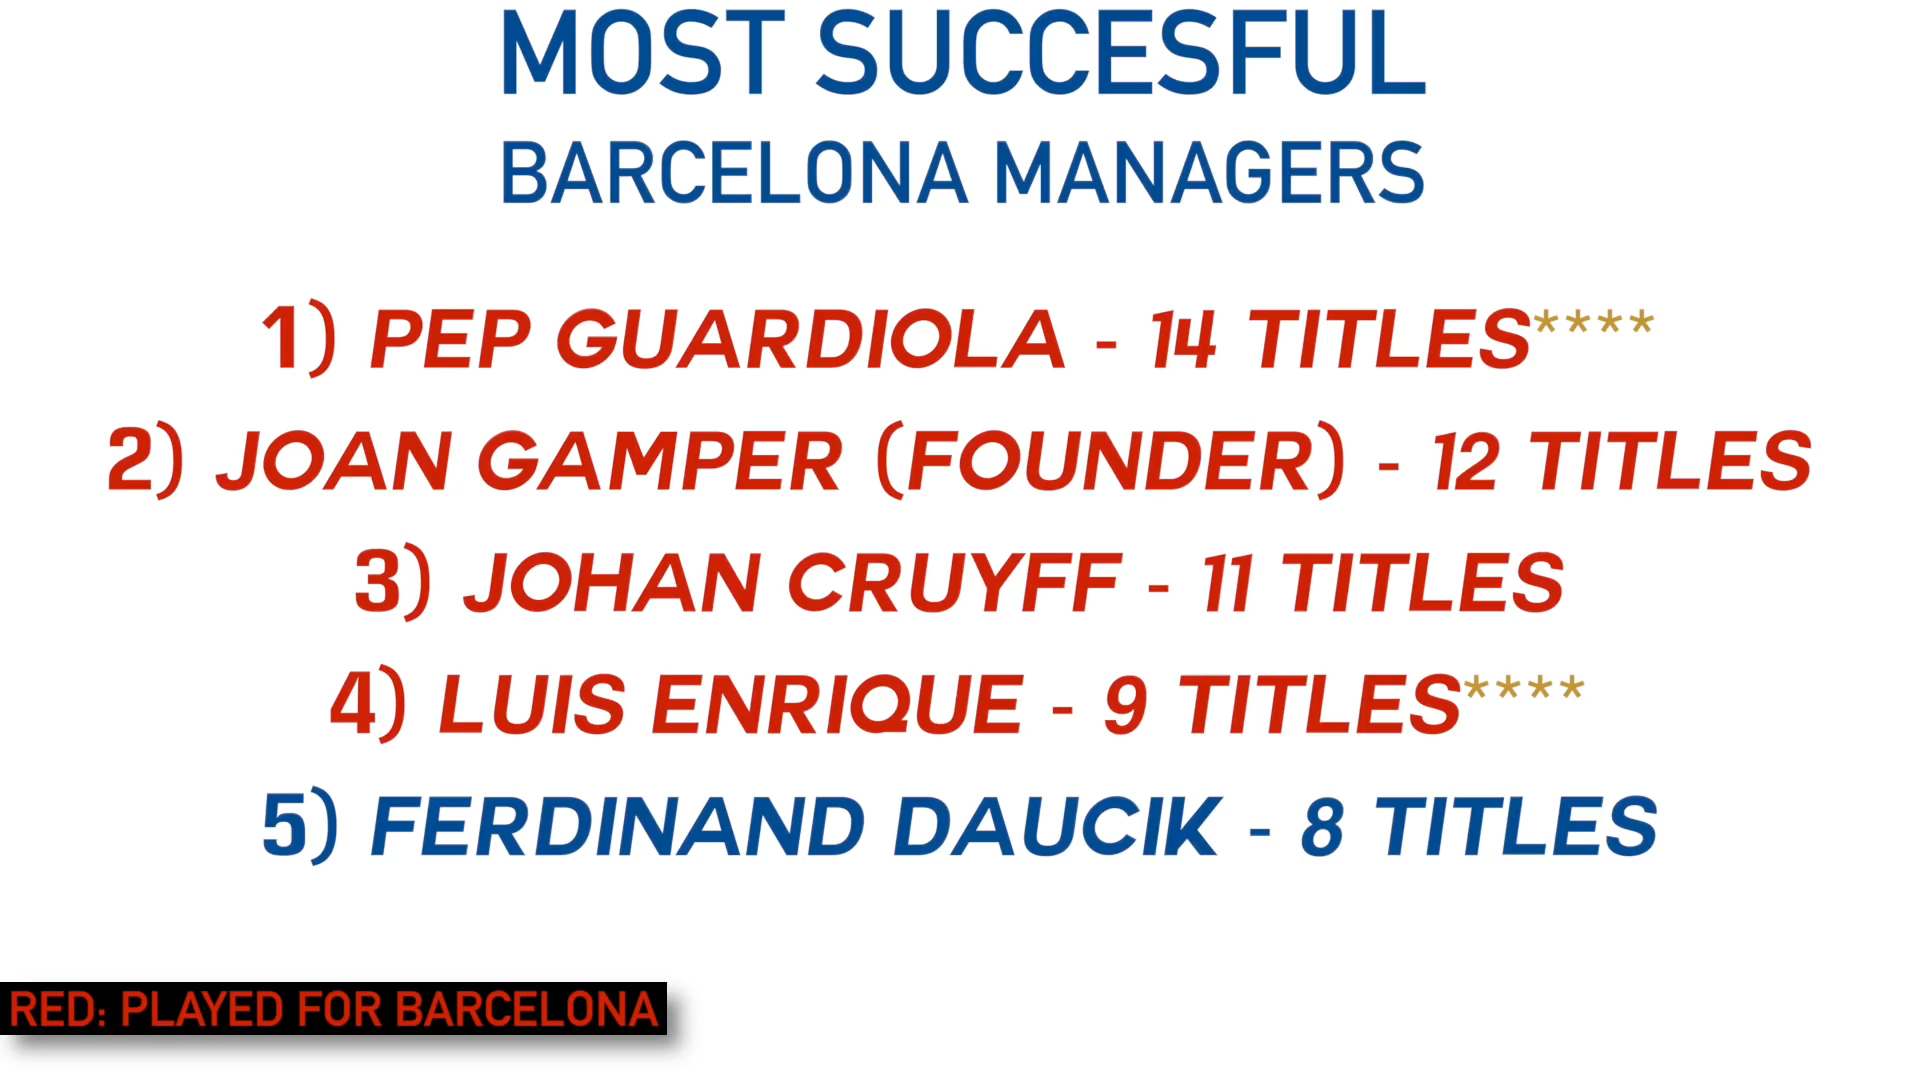 MOST SUCCESFUL
BARCELONA MANAGERS
1) PEP GUARDIOLA - 14 TITLES****
2) JOAN GAMPER (FOUNDER) - 12 TITLES
3) JOHAN CRUYFF - 11 TITLES
4) LUIS ENRIQUE - 9 TITLES****
5) FERDINAND DAUCIK - 8 TITLES
RED: PLAYED FOR BARCELONA